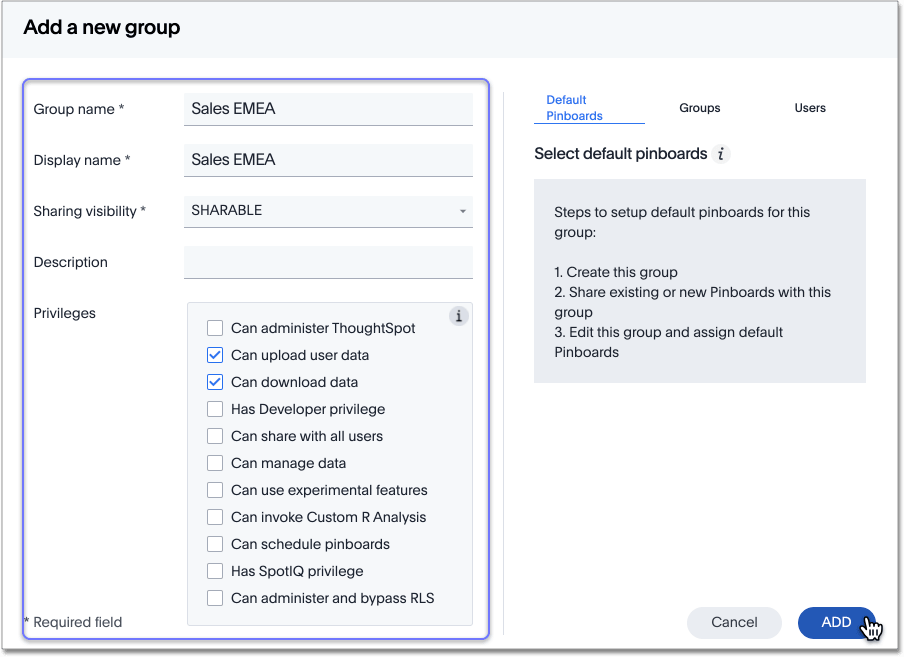 Add a new group
Group name *
Sales EMEA
Display name *
Sales EMEA
Sharing visibility *
SHARABLE
Description
Privileges
i
Can administer ThoughtSpot
Can upload user data
Can download data
Has Developer privilege
Can share with all users
Can manage data
Can use experimental features
Can invoke Custom R Analysis
Can schedule pinboards
Has SpotIQ privilege
Can administer and bypass RLS
* Required field
Default
Pinboards
Groups
Users
Select default pinboards i
Steps to setup default pinboards for this
group:
1. Create this group
2. Share existing or new Pinboards with this
group
3. Edit this group and assign default
Pinboards
Cancel
ADD